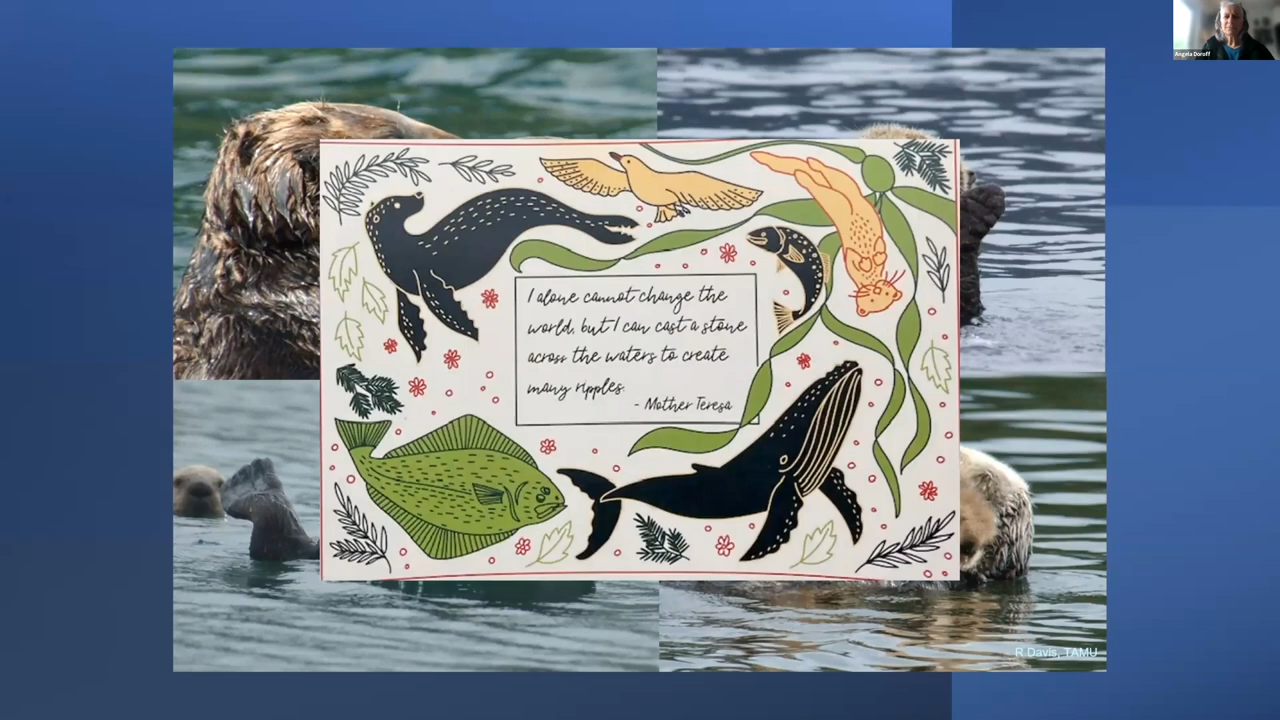 Angela Doroff
I alone cannot change the
world, but I can cast a stone
across the waters to create
many ripples.
- Mother Teresa
R Davis, TAMU